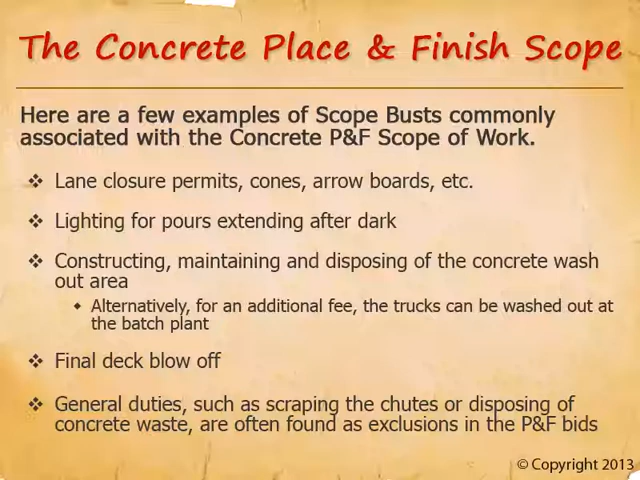 The Concrete Place & Finish Scope
Here are a few examples of Scope Busts commonly
associated with the Concrete P&F Scope of Work.
❖ Lane closure permits, cones, arrow boards, etc.
❖ Lighting for pours extending after dark
❖ Constructing, maintaining and disposing of the concrete wash
out area
◆ Alternatively, for an additional fee, the trucks can be washed out at
the batch plant
❖ Final deck blow off
❖ General duties, such as scraping the chutes or disposing of
concrete waste, are often found as exclusions in the P&F bids
© Copyright 2013